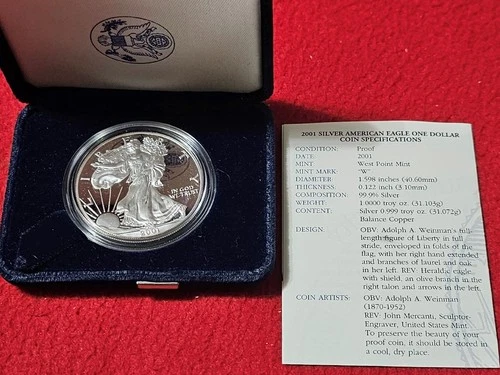 IN GOD
WE TRUST
2001
2001 SILVER AMERICAN EAGLE ONE DOLLAR
COIN SPECIFICATIONS
CONDITION: Proof
DATE: 2001
MINT: West Point Mint
MINT MARK "W"
DIAMETER: 1.598 inches (40.60mm)
THICKNESS: 0.122 inch (3.10mm)
COMPOSITION: 99.9% Silver
WEIGHT: 1.0000 troy oz. (31.103g)
CONTENT: Silver 0.999 troy oz. (31.072g)
Balance Copper
DESIGN: OBV: Adolph A. Weinman's full-
length figure of Liberty in full
stride, enveloped in folds of the
flag, with her right hand extended
and branches of laurel and oak
in her left. REV: Heraldic eagle
with shield, an olive branch in the
right talon and arrows in the left.
COIN ARTISTS: OBV: Adolph A. Weinman
(1870-1952)
REV: John Mercanti, Sculptor-
Engraver, United States Mint
To preserve the beauty of your
proof coin, it should be stored in
a cool, dry place.